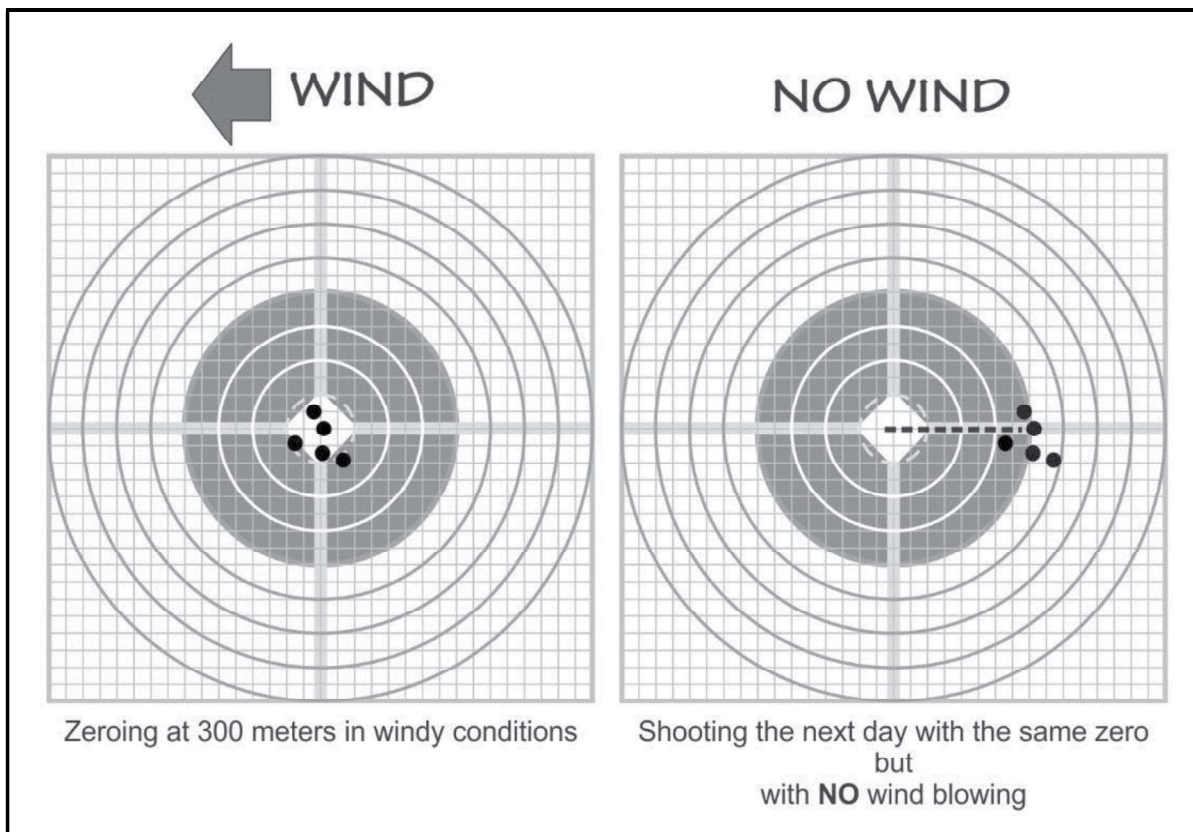 WIND
NO WIND
Zeroing at 300 meters in windy conditions
Shooting the next day with the same zero
but
with NO wind blowing